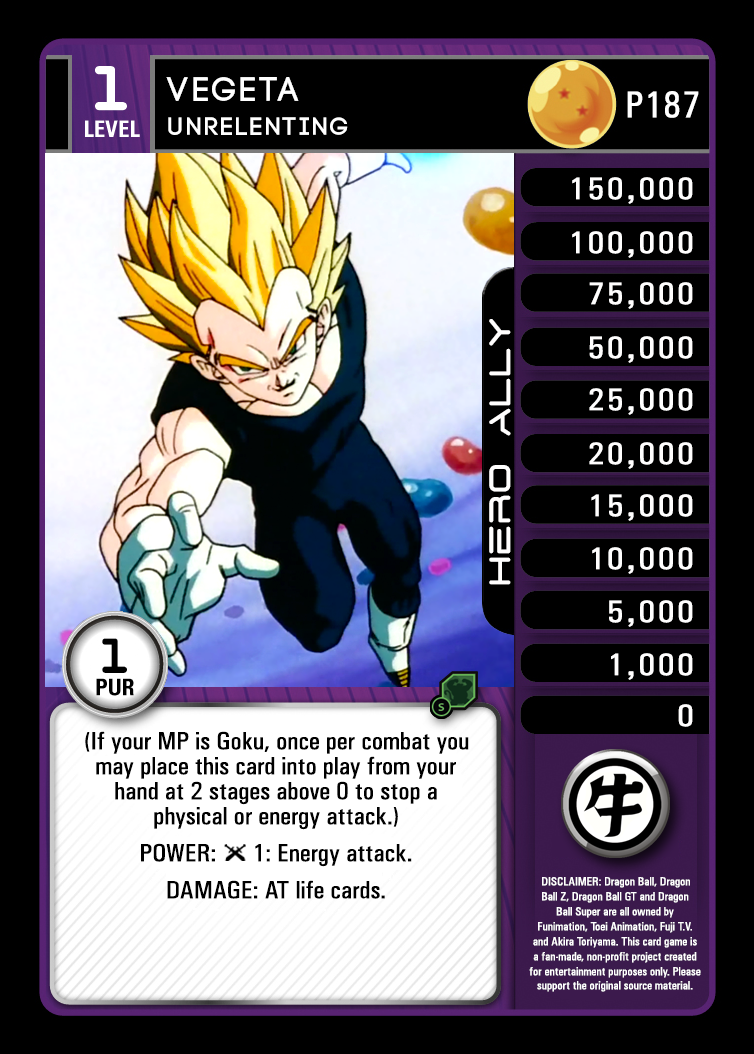 1
LEVEL
VEGETA
UNRELENTING
P187
150,000
100,000
75,000
50,000
25,000
20,000
15,000
10,000
5,000
1,000
0
HERO ALLY
1
PUR
S
(If your MP is Goku, once per combat you
may place this card into play from your
hand at 2 stages above 0 to stop a
physical or energy attack.)
POWER: 1: Energy attack.
DAMAGE: AT life cards.
牛
DISCLAIMER: Dragon Ball, Dragon
Ball Z, Dragon Ball GT and Dragon
Ball Super are all owned by
Funimation, Toei Animation, Fuji T.V.
and Akira Toriyama. This card game is
a fan-made, non-profit project created
for entertainment purposes only. Please
support the original source material.